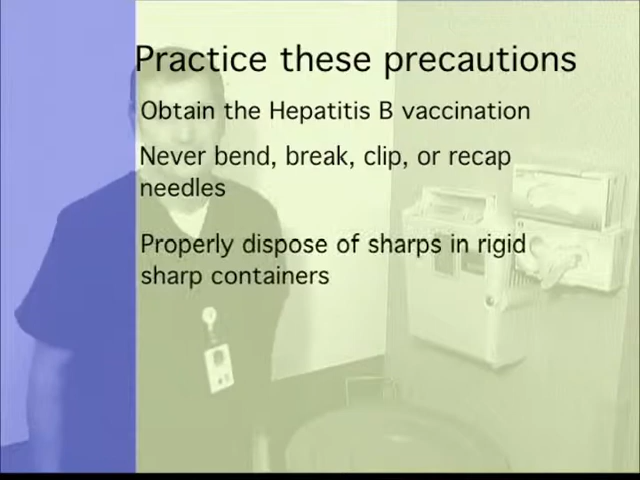 Practice these precautions
Obtain the Hepatitis B vaccination
Never bend, break, clip, or recap
needles
Properly dispose of sharps in rigid
sharp containers